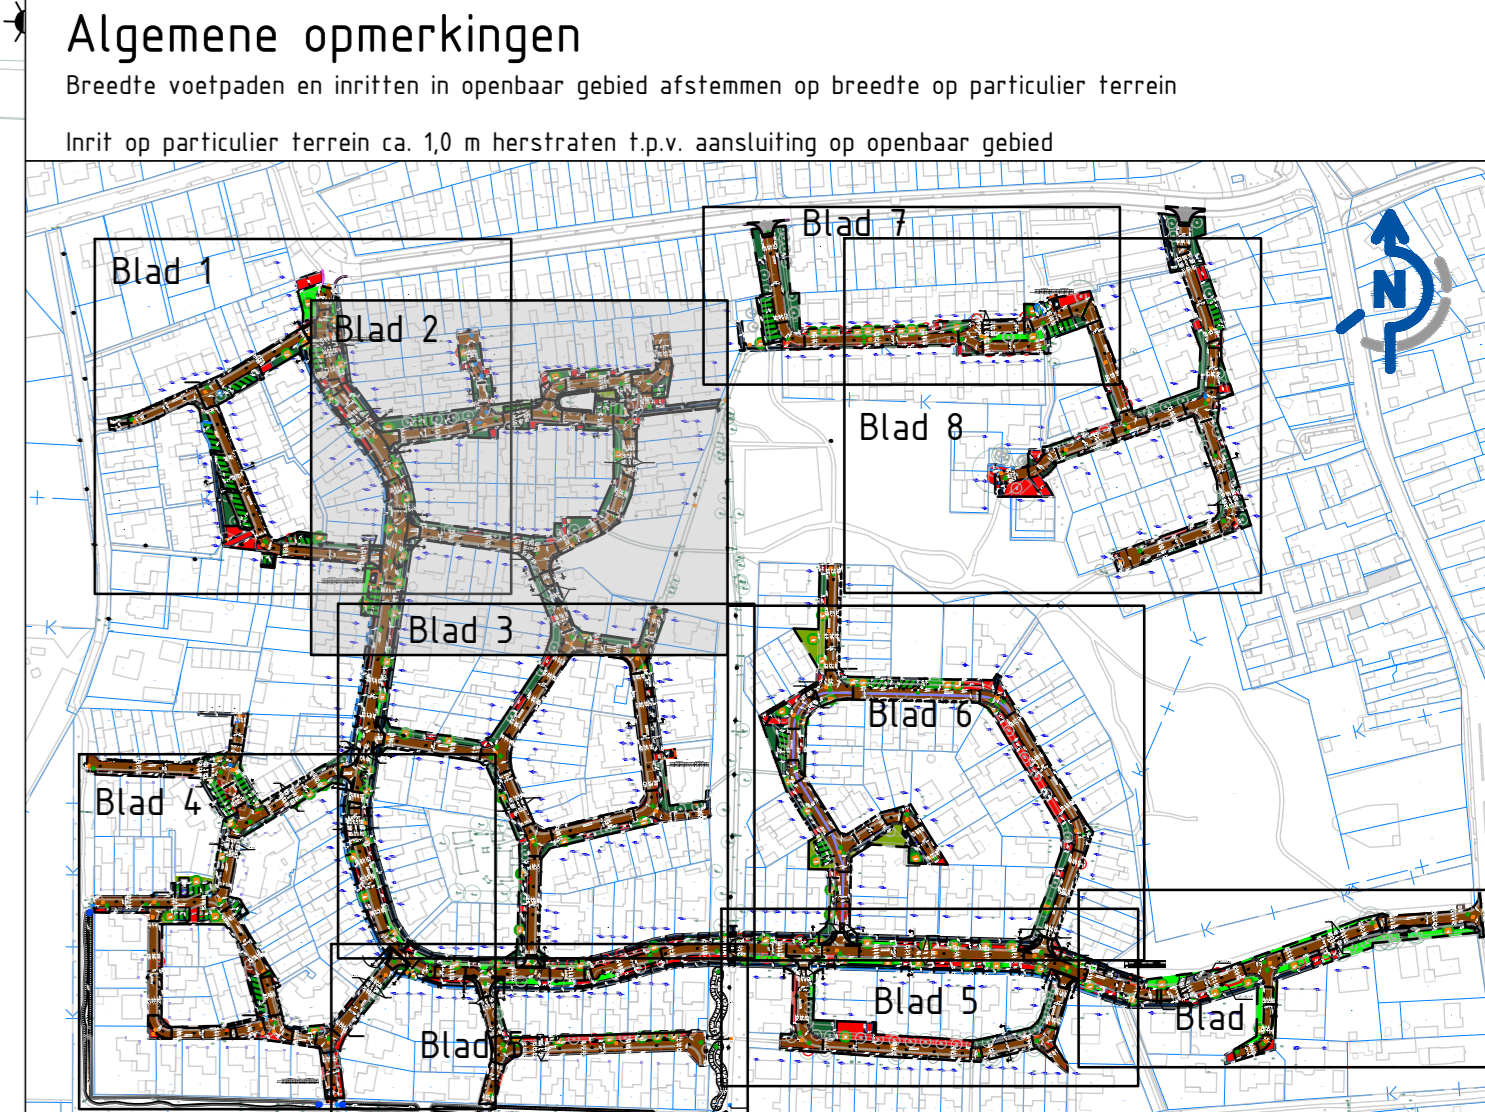 Algemene opmerkingen
Breedte voetpaden en inritten in openbaar gebied afstemmen op breedte op particulier terrein
Inrit op particulier terrein ca. 1,0 m herstraten t.p.v. aansluiting op openbaar gebied
Blad 7
Blad 1
N
Blad 2
Blad 8
Blad 3
Blad 6
Blad 4
Blad 5
Blad
Blad 5